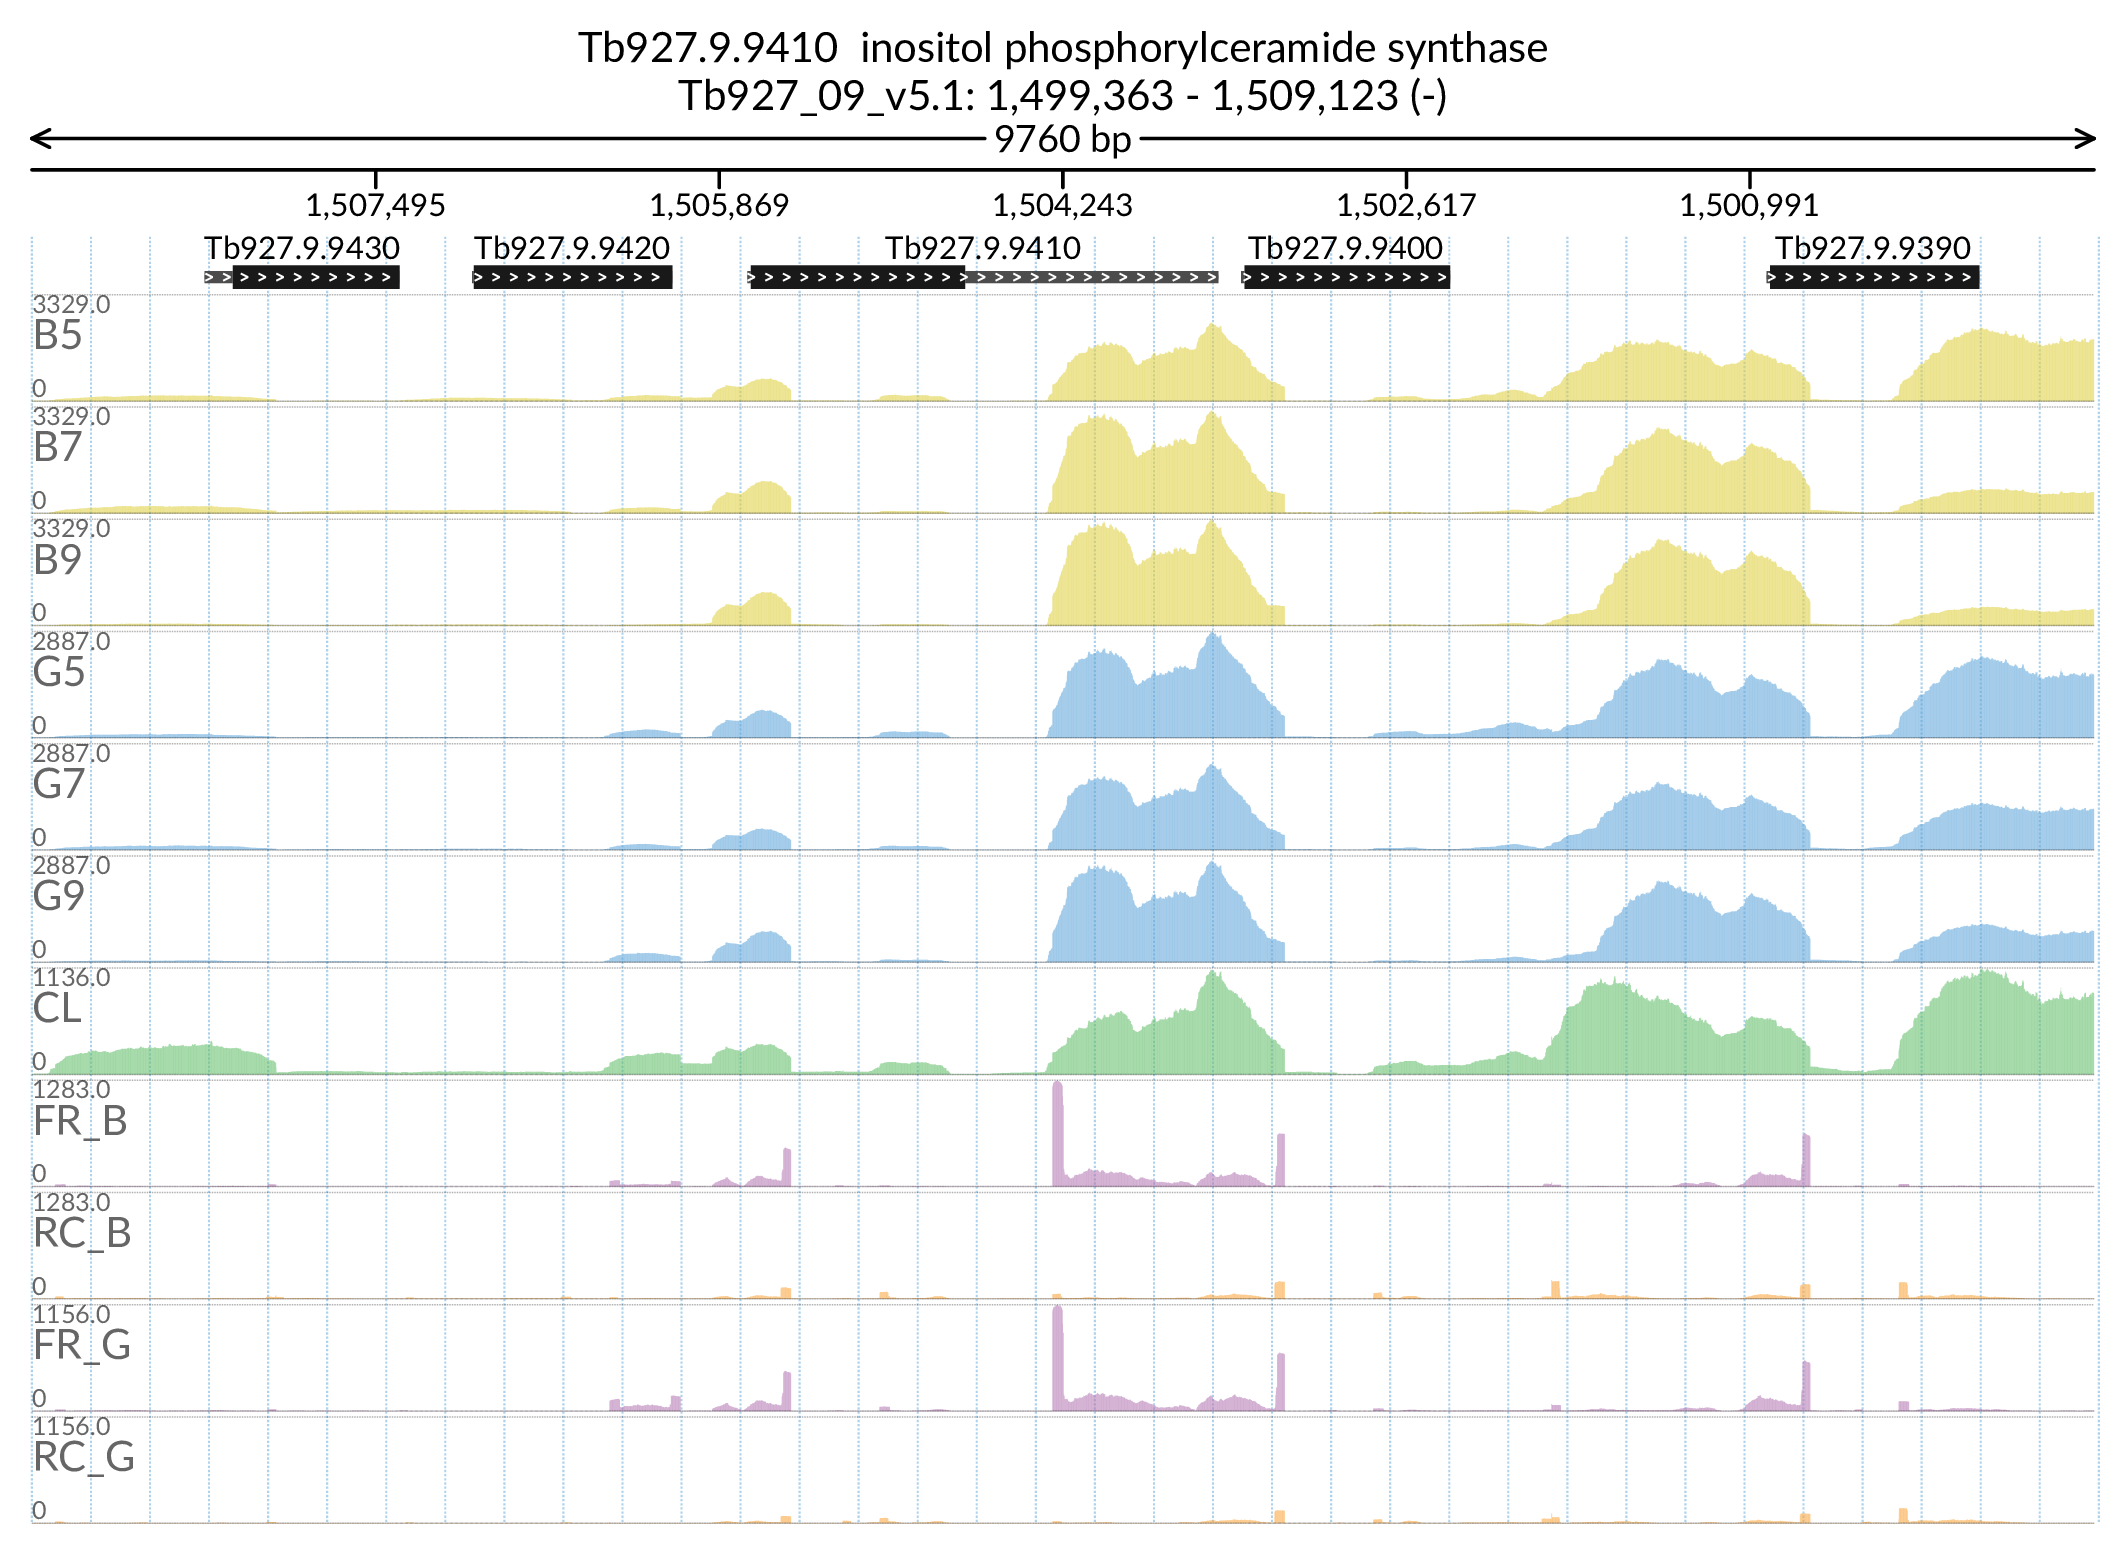 Tb927.9.9410 inositol phosphorylceramide synthase
Tb927_09_v5.1: 1,499,363 - 1,509,123 (-)
9760 bp
1,507,495 1,505,869 1,504,243 1,502,617 1,500,991
Tb927.9.9430 Tb927.9.9420 Tb927.9.9410 Tb927.9.9400 Tb927.9.9390
3329.0
B5
0
3329.0
B7
0
3329.0
B9
0
2887.0
G5
0
2887.0
G7
0
2887.0
G9
0
1136.0
CL
0
1283.0
FR_B
0
1283.0
RC_B
0
1156.0
FR_G
0
1156.0
RC_G
0